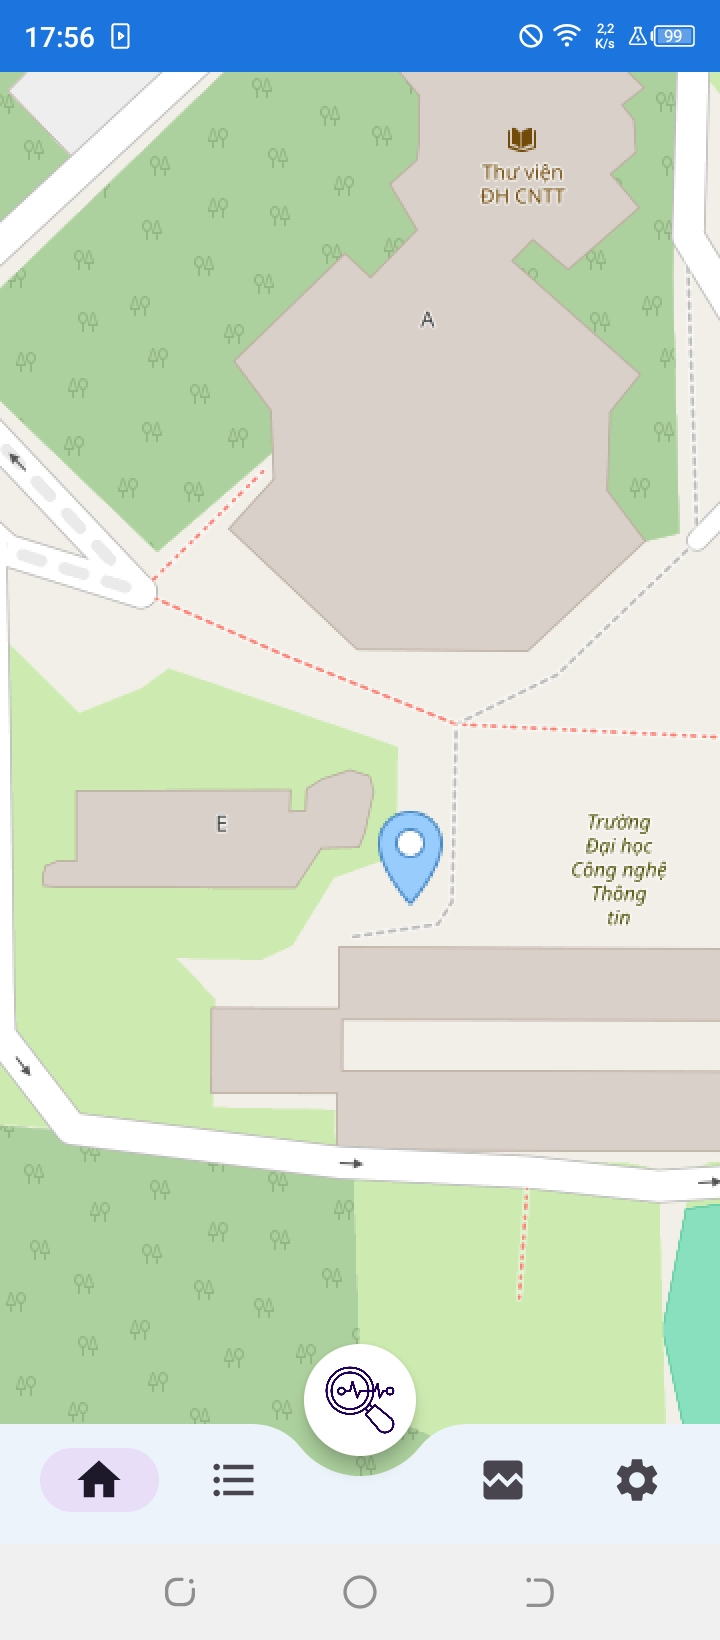 17:56
2,2
K/s
99
Thư viện
ĐH CNTT
A
E
Trường
Đại học
Công nghệ
Thông
tin